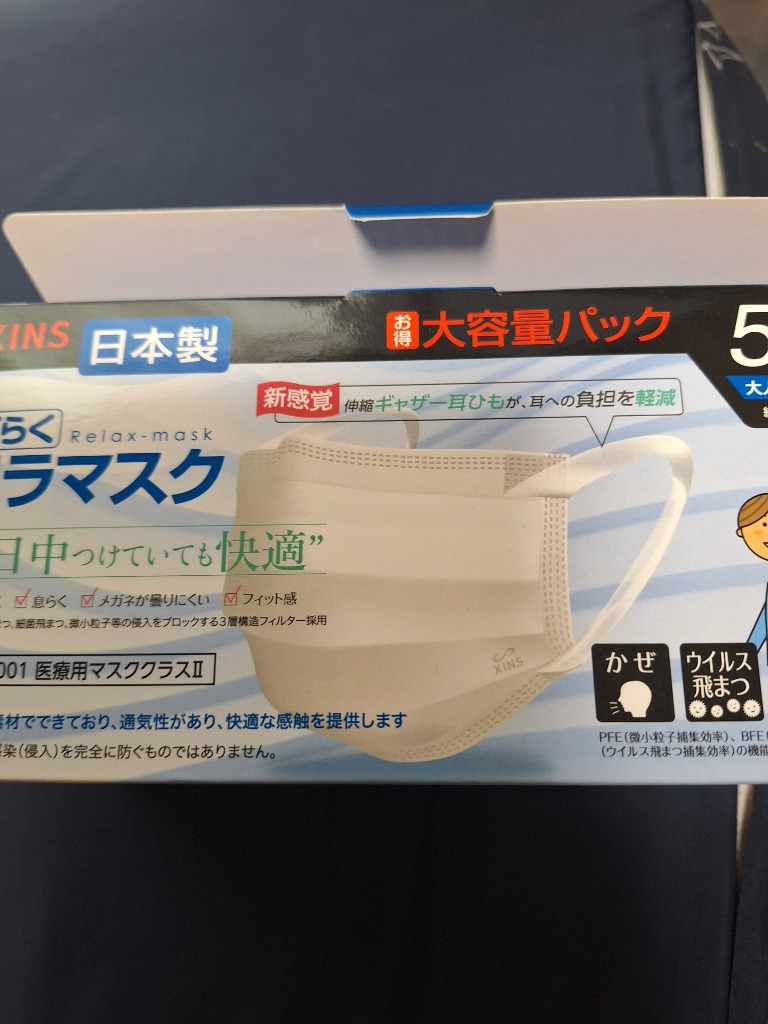 XINS
日本製
お得
大容量パック
5
大人
新感覚 伸縮ギャザー耳ひもが、耳への負担を軽減
らく
Relax-mask
ラマスク
日中つけていても快適”
息らく メガネが曇りにくい フィット感
つ、細菌飛まつ、微小粒子等の侵入をブロックする3層構造フィルター採用
001 医療用マスククラスⅡ
素材でできており、通気性があり、快適な感触を提供します
染(侵入)を完全に防ぐものではありません。
XINS
かぜ
ウイルス
飛まつ
PFE(微小粒子捕集効率)、BFE(
(ウイルス飛まつ捕集効率)の機能